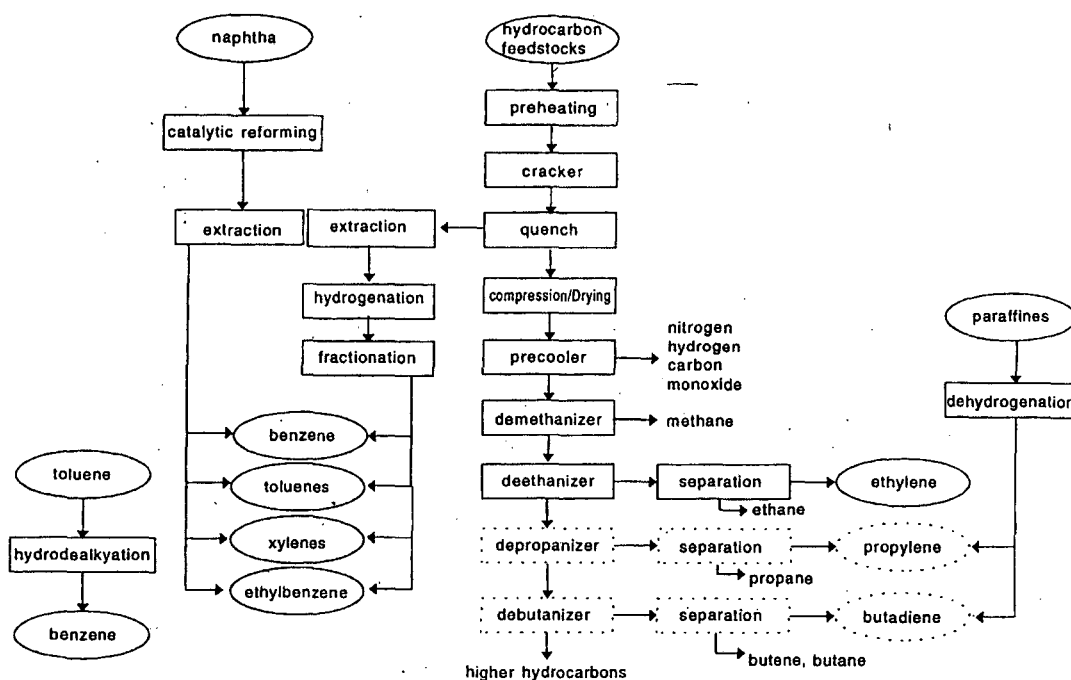 naphtha
hydrocarbon
feedstocks
preheating
catalytic reforming
cracker
extraction
extraction
quench
hydrogenation
compression/Drying
paraffines
fractionation
precooler
nitrogen
hydrogen
carbon
monoxide
dehydrogenation
benzene
demethanizer
methane
toluene
toluenes
deethanizer
separation
ethylene
ethane
hydrodealkyation
xylenes
depropanizer
separation
propylene
propane
ethylbenzene
debutanizer
separation
butadiene
benzene
butene, butane
higher hydrocarbons